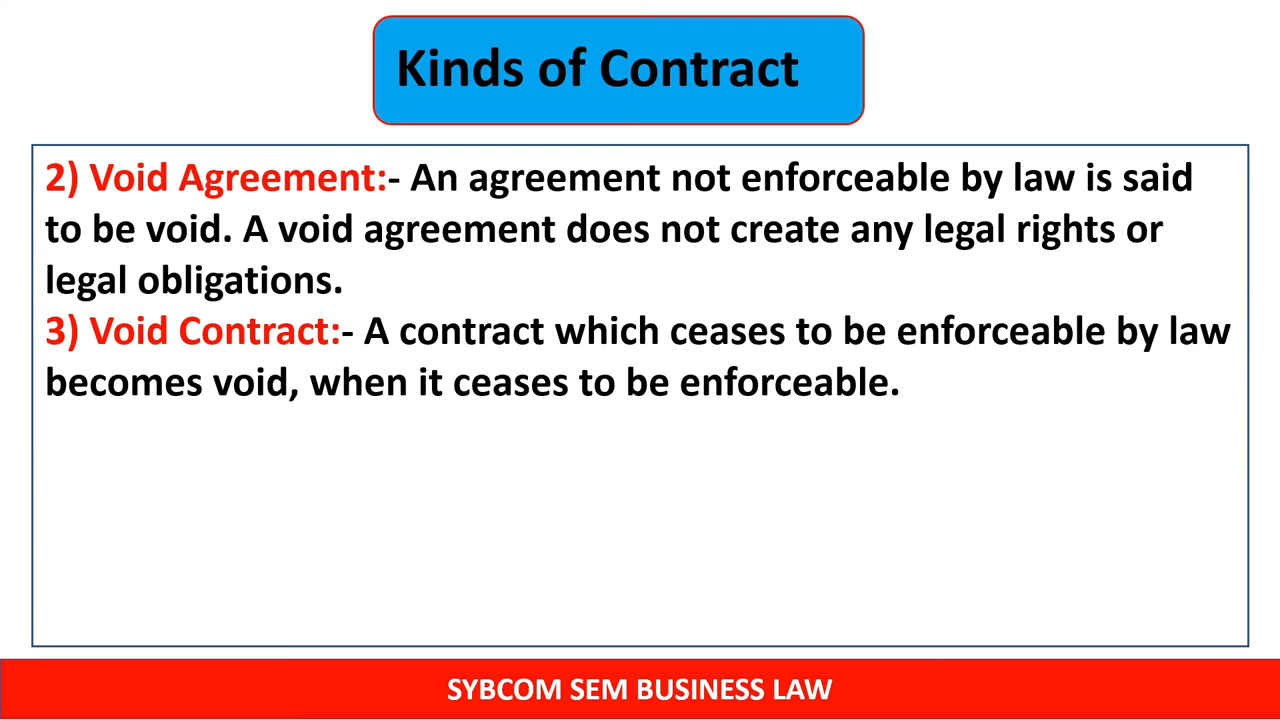 Kinds of Contract
2) Void Agreement:- An agreement not enforceable by law is said
to be void. A void agreement does not create any legal rights or
legal obligations.
3) Void Contract:- A contract which ceases to be enforceable by law
becomes void, when it ceases to be enforceable.
SYBCOM SEM BUSINESS LAW